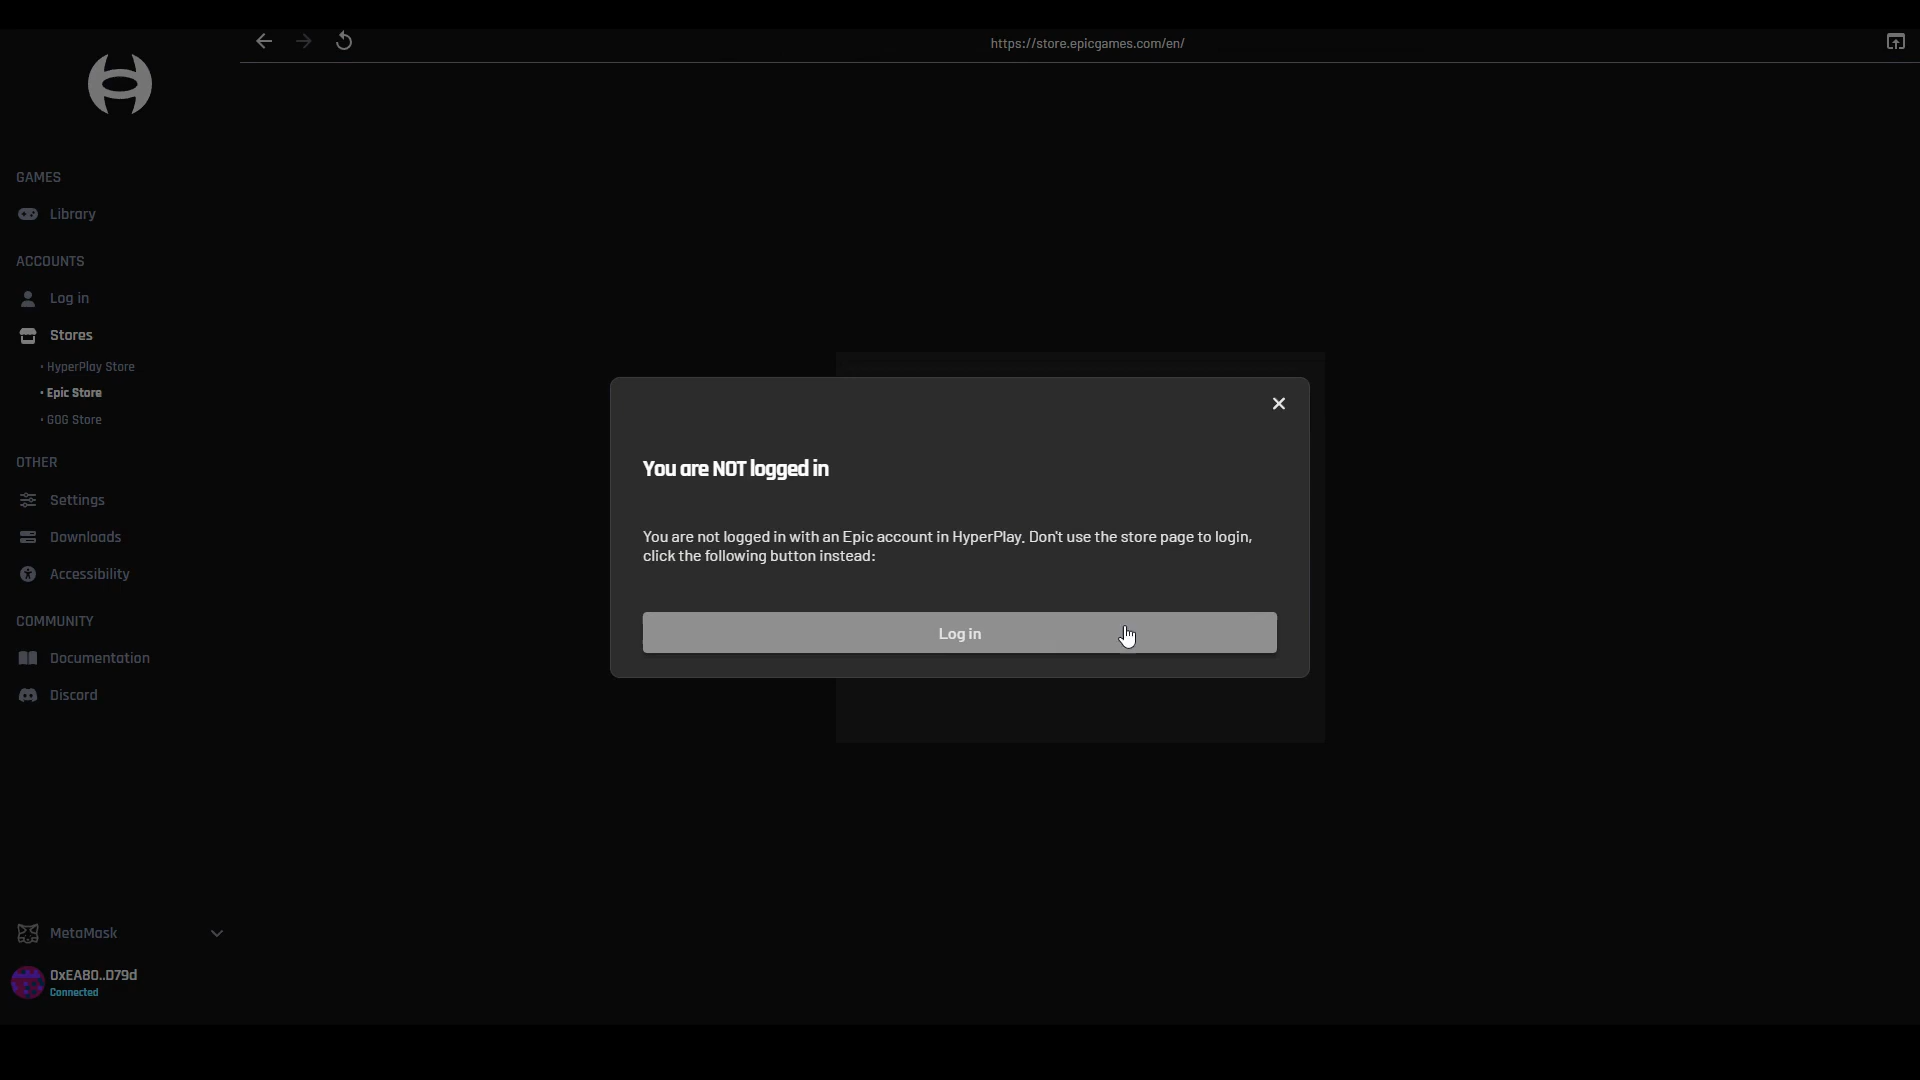 https://store.epicgames.com/en/
GAMES
Library
ACCOUNTS
Log in
Stores
• HyperPlay Store
• Epic Store
• GOG Store
OTHER
Settings
Downloads
Accessibility
COMMUNITY
Documentation
Discord
MetaMask
0xEA80..D79d
Connected
You are NOT logged in
You are not logged in with an Epic account in HyperPlay. Don't use the store page to login,
click the following button instead:
Log in